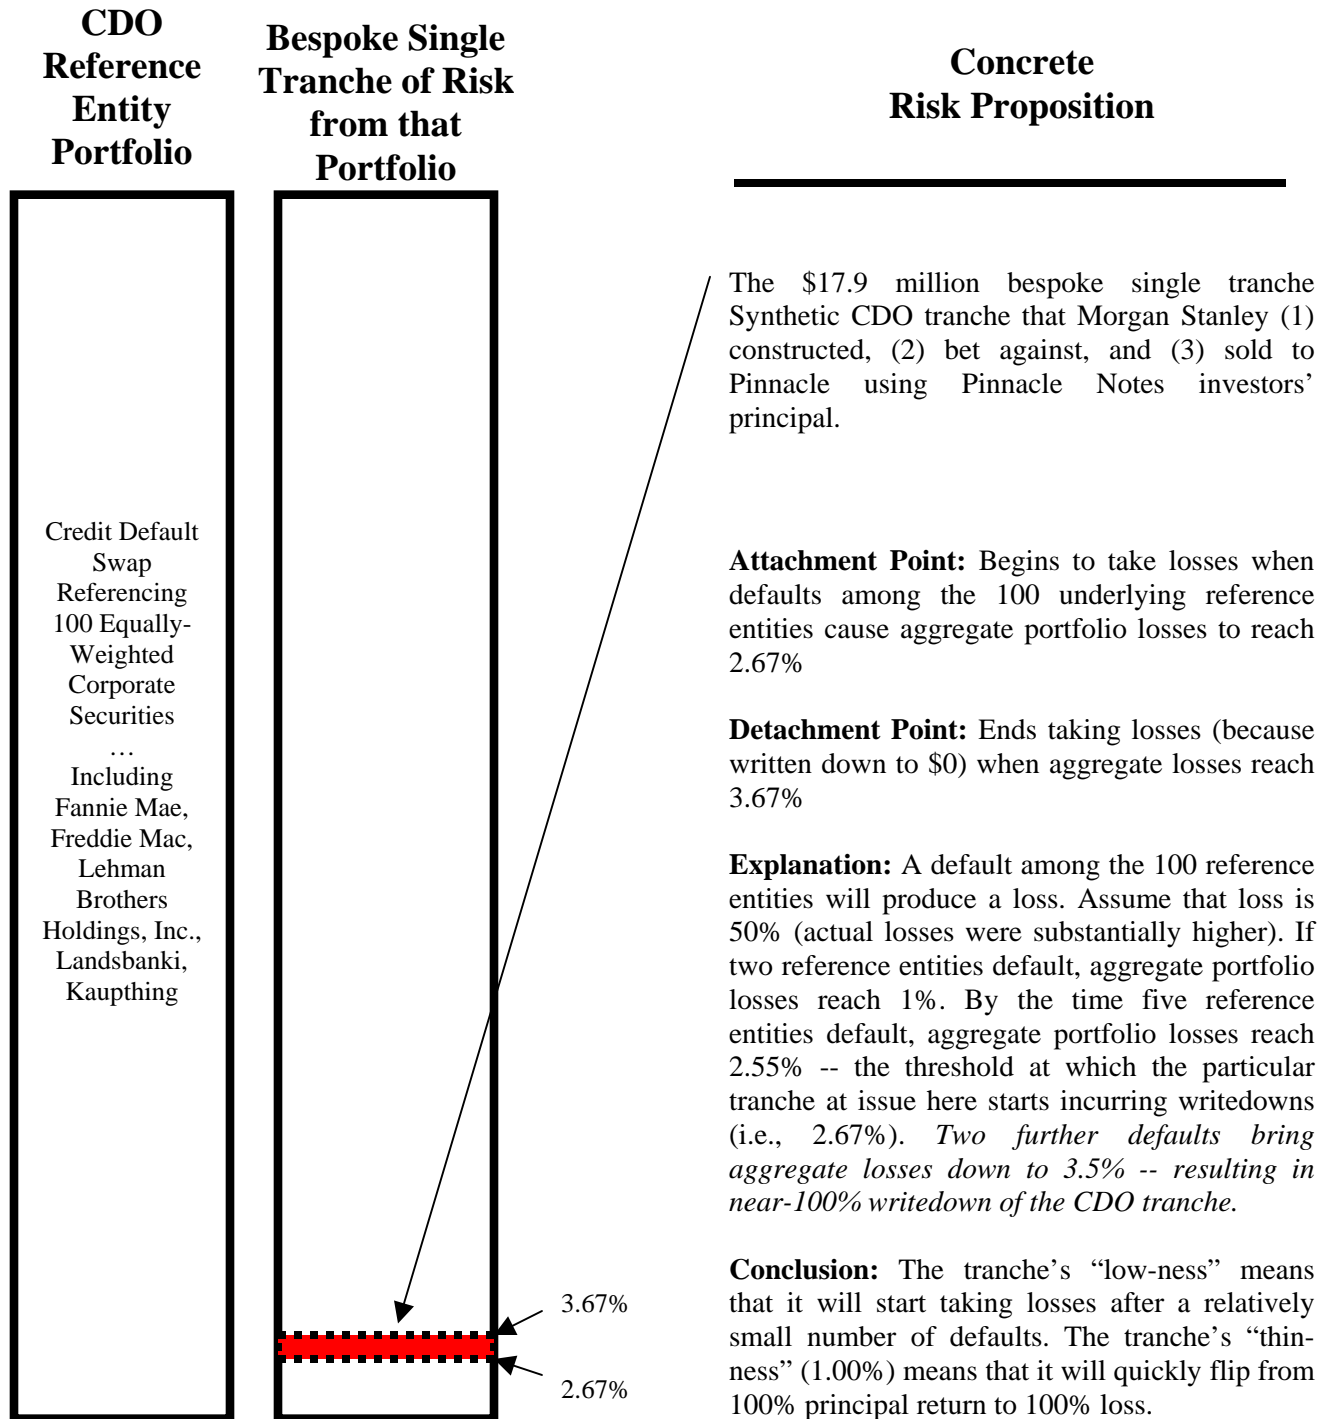 CDO
Reference
Entity
Portfolio
Bespoke Single
Tranche of Risk
from that
Portfolio
Concrete
Risk Proposition
Credit Default
Swap
Referencing
100 Equally-
Weighted
Corporate
Securities
…
Including
Fannie Mae,
Freddie Mac,
Lehman
Brothers
Holdings, Inc.,
Landsbanki,
Kaupthing
3.67%
2.67%
The $17.9 million bespoke single tranche
Synthetic CDO tranche that Morgan Stanley (1)
constructed, (2) bet against, and (3) sold to
Pinnacle using Pinnacle Notes investors’
principal.
Attachment Point: Begins to take losses when
defaults among the 100 underlying reference
entities cause aggregate portfolio losses to reach
2.67%
Detachment Point: Ends taking losses (because
written down to $0) when aggregate losses reach
3.67%
Explanation: A default among the 100 reference
entities will produce a loss. Assume that loss is
50% (actual losses were substantially higher). If
two reference entities default, aggregate portfolio
losses reach 1%. By the time five reference
entities default, aggregate portfolio losses reach
2.55% -- the threshold at which the particular
tranche at issue here starts incurring writedowns
(i.e., 2.67%). Two further defaults bring
aggregate losses down to 3.5% -- resulting in
near-100% writedown of the CDO tranche.
Conclusion: The tranche’s “low-ness” means
that it will start taking losses after a relatively
small number of defaults. The tranche’s “thin-
ness” (1.00%) means that it will quickly flip from
100% principal return to 100% loss.